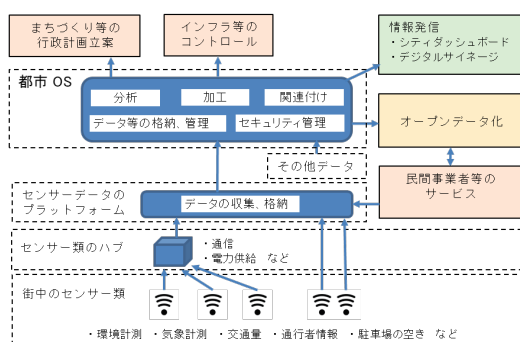 まちづくり等の
行政計画立案
インフラ等の
コントロール
情報発信
・シティダッシュボード
・デジタルサイネージ
都市 OS
分析
加工
関連付け
データ等の格納、管理
セキュリティ管理
オープンデータ化
その他データ
民間事業者等の
サービス
センサーデータの
プラットフォーム
データの収集、格納
センサー類のハブ
・通信
・電力供給 など
街中のセンサー類
・環境計測 ・気象計測 ・交通量 ・通行者情報 ・駐車場の空き など